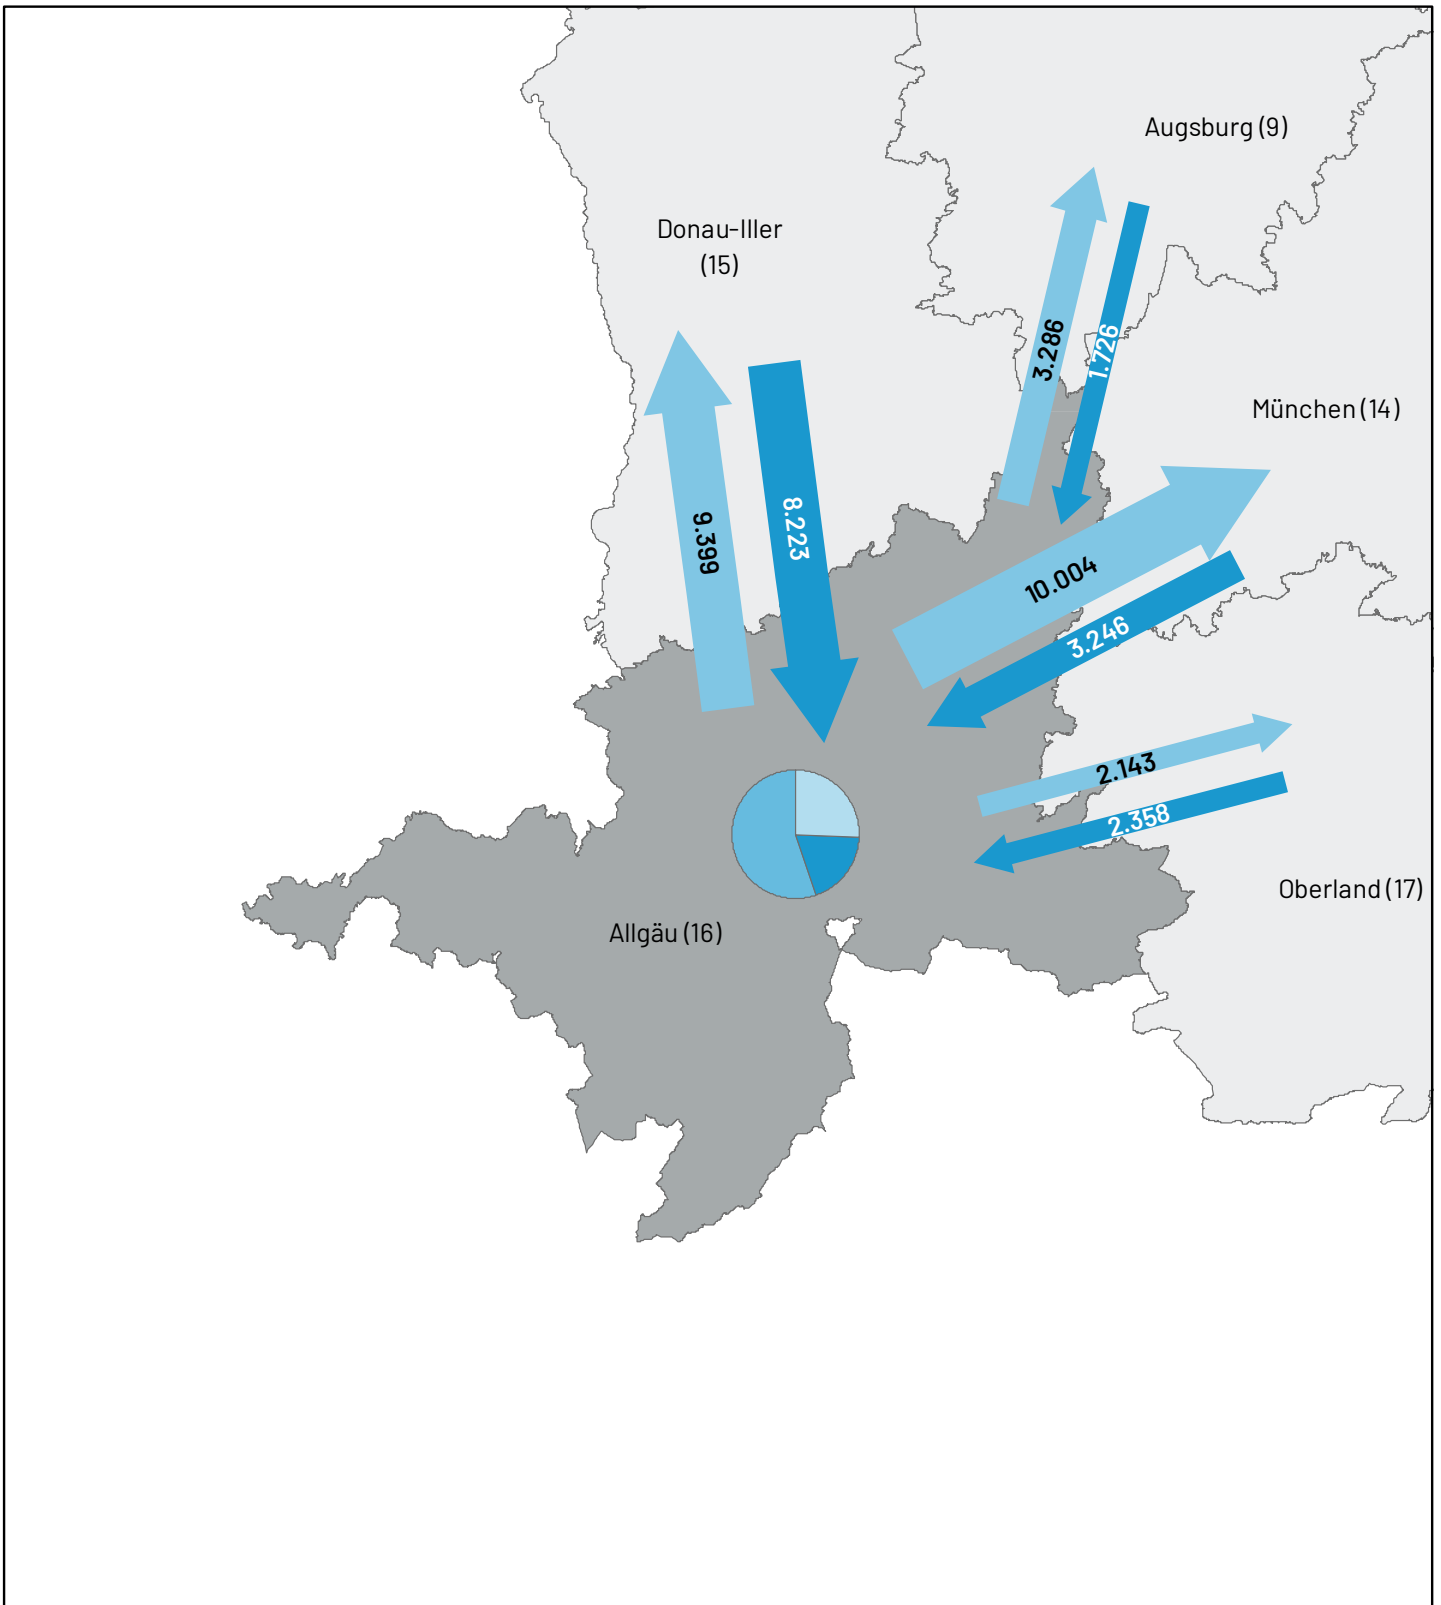 Augsburg (9)
Donau-Iller
(15)
3.286
1.726
München (14)
9.399
8.223
10.004
3.246
2.143
2.358
Oberland (17)
Allgäu (16)